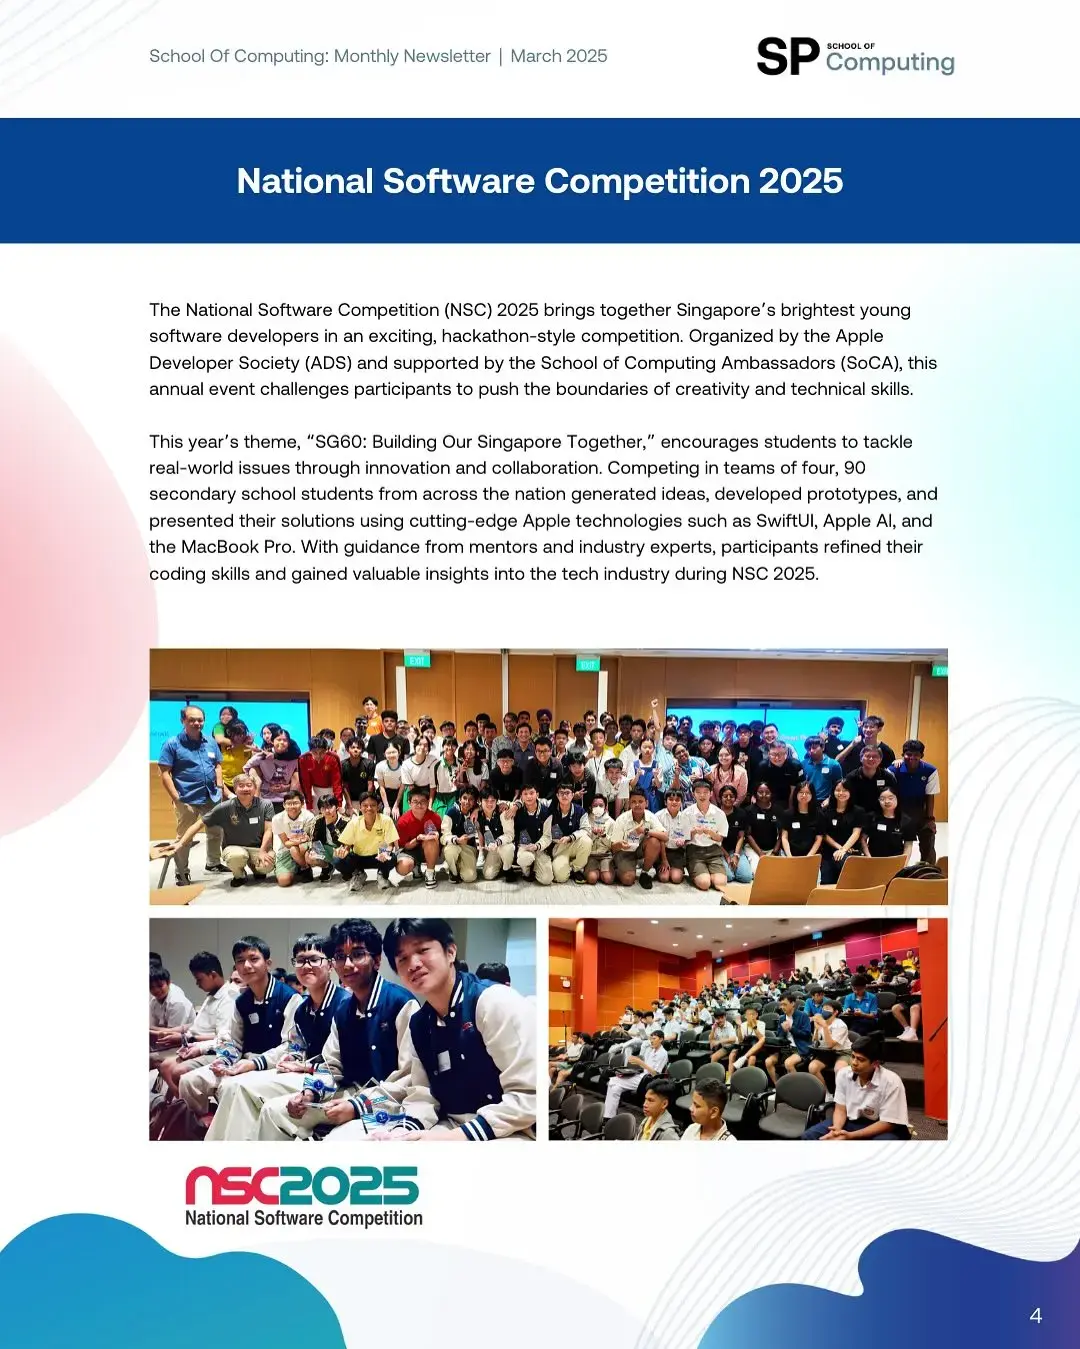 School Of Computing: Monthly Newsletter | March 2025
SP SCHOOL OF Computing
National Software Competition 2025
The National Software Competition (NSC) 2025 brings together Singapore's brightest young
software developers in an exciting, hackathon-style competition. Organized by the Apple
Developer Society (ADS) and supported by the School of Computing Ambassadors (SoCA), this
annual event challenges participants to push the boundaries of creativity and technical skills.
This year's theme, "SG60: Building Our Singapore Together," encourages students to tackle
real-world issues through innovation and collaboration. Competing in teams of four, 90
secondary school students from across the nation generated ideas, developed prototypes, and
presented their solutions using cutting-edge Apple technologies such as SwiftUI, Apple AI, and
the MacBook Pro. With guidance from mentors and industry experts, participants refined their
coding skills and gained valuable insights into the tech industry during NSC 2025.
EXIT
EXIT
NSC2025
National Software Competition
4